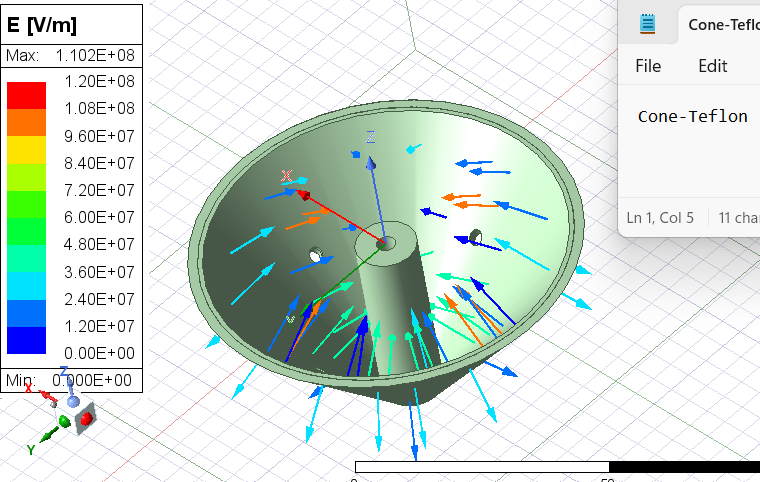 E [V/m]
Max: 1.102E+08
1.20E+08
1.08E+08
9.60E+07
8.40E+07
7.20E+07
6.00E+07
4.80E+07
3.60E+07
2.40E+07
1.20E+07
0.00E+00
Min: 0.000E+00
Z
X
Y
Z
X
Y
Cone-Teflo
File Edit
Cone-Teflon
Ln 1, Col 5 11 char